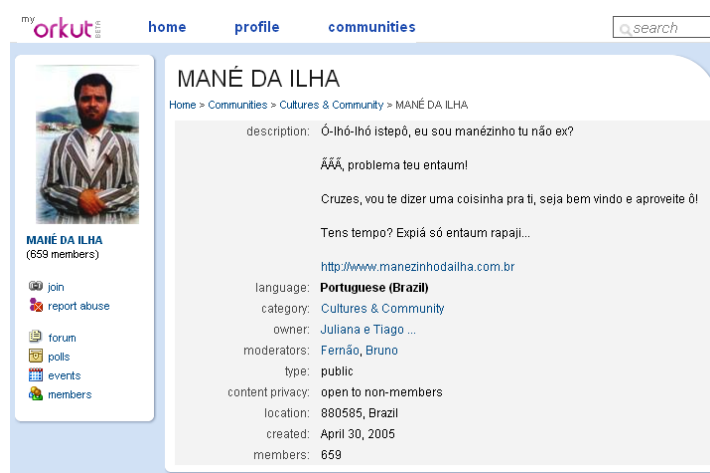 my orkut BETA
home profile communities search
MANÉ DA ILHA
Home > Communities > Cultures & Community > MANÉ DA ILHA
description: Ó-lhó-lhó istepô, eu sou manézinho tu não ex?
ÃÃÃ, problema teu entaum!
Cruzes, vou te dizer uma coisinha pra ti, seja bem vindo e aproveite ô!
Tens tempo? Expiá só entaum rapaji...
http://www.manezinhodailha.com.br
language: Portuguese (Brazil)
category: Cultures & Community
owner: Juliana e Tiago ...
moderators: Fernão, Bruno
type: public
content privacy: open to non-members
location: 880585, Brazil
created: April 30, 2005
members: 659
MANÉ DA ILHA
(659 members)
join
report abuse
forum
polls
events
members